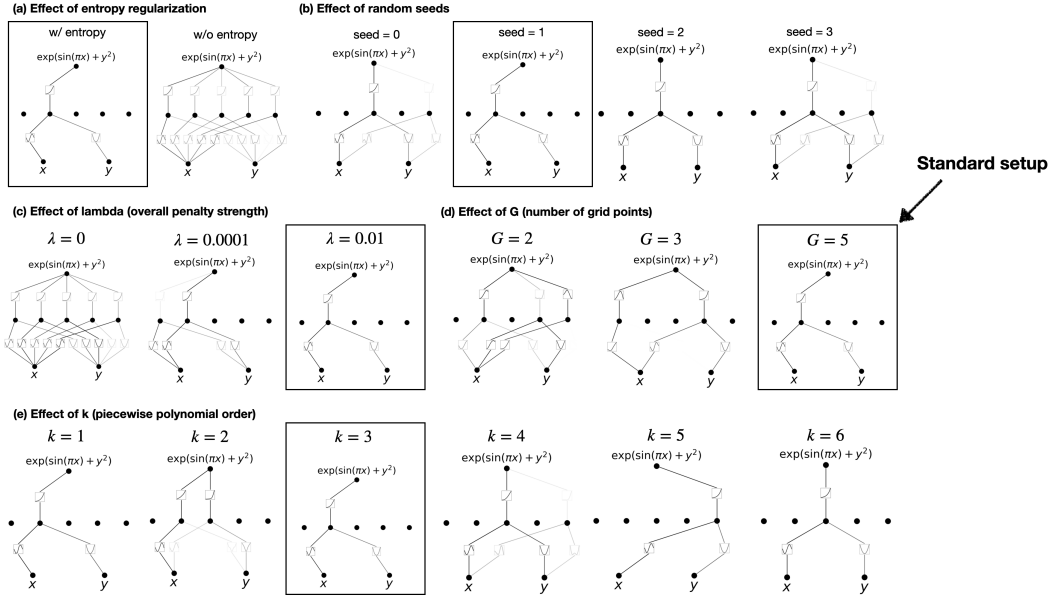 (a) Effect of entropy regularization
w/ entropy
exp(sin(πx) + y²)
x
y
w/o entropy
exp(sin(πx) + y²)
x
y
(b) Effect of random seeds
seed = 0
exp(sin(πx) + y²)
x
y
seed = 1
exp(sin(πx) + y²)
x
y
seed = 2
exp(sin(πx) + y²)
x
y
seed = 3
exp(sin(πx) + y²)
x
y
Standard setup
(c) Effect of lambda (overall penalty strength)
λ = 0
exp(sin(πx) + y²)
x
y
λ = 0.0001
exp(sin(πx) + y²)
x
y
λ = 0.01
exp(sin(πx) + y²)
x
y
(d) Effect of G (number of grid points)
G = 2
exp(sin(πx) + y²)
x
y
G = 3
exp(sin(πx) + y²)
x
y
G = 5
exp(sin(πx) + y²)
x
y
(e) Effect of k (piecewise polynomial order)
k = 1
exp(sin(πx) + y²)
x
y
k = 2
exp(sin(πx) + y²)
x
y
k = 3
exp(sin(πx) + y²)
x
y
k = 4
exp(sin(πx) + y²)
x
y
k = 5
exp(sin(πx) + y²)
x
y
k = 6
exp(sin(πx) + y²)
x
y